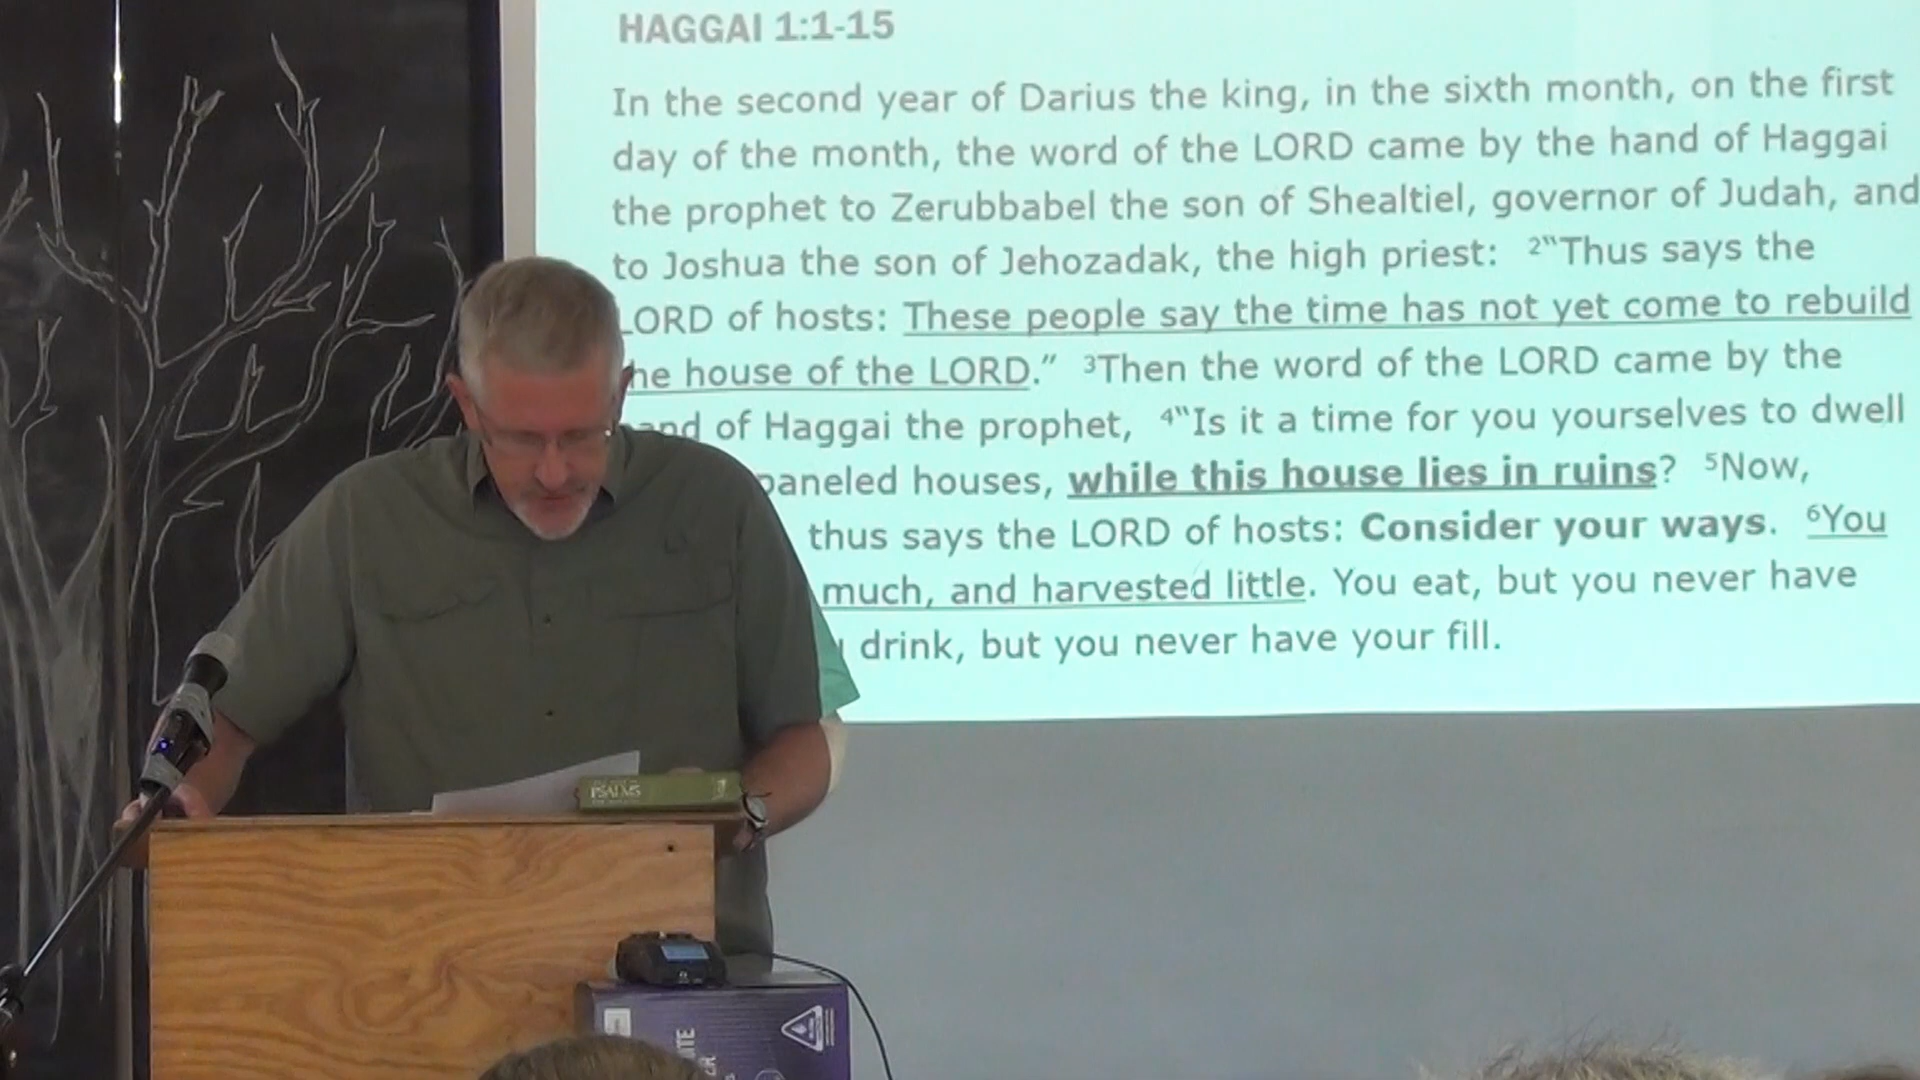 HAGGAI 1:1-15
In the second year of Darius the king, in the sixth month, on the first
day of the month, the word of the LORD came by the hand of Haggai
the prophet to Zerubbabel the son of Shealtiel, governor of Judah, and
to Joshua the son of Jehozadak, the high priest: 2“Thus says the
LORD of hosts: These people say the time has not yet come to rebuild
he house of the LORD.” 3Then the word of the LORD came by the
and of Haggai the prophet, 4“Is it a time for you yourselves to dwell
paneled houses, while this house lies in ruins? 5Now,
thus says the LORD of hosts: Consider your ways. 6You
much, and harvested little. You eat, but you never have
drink, but you never have your fill.
PSALMS